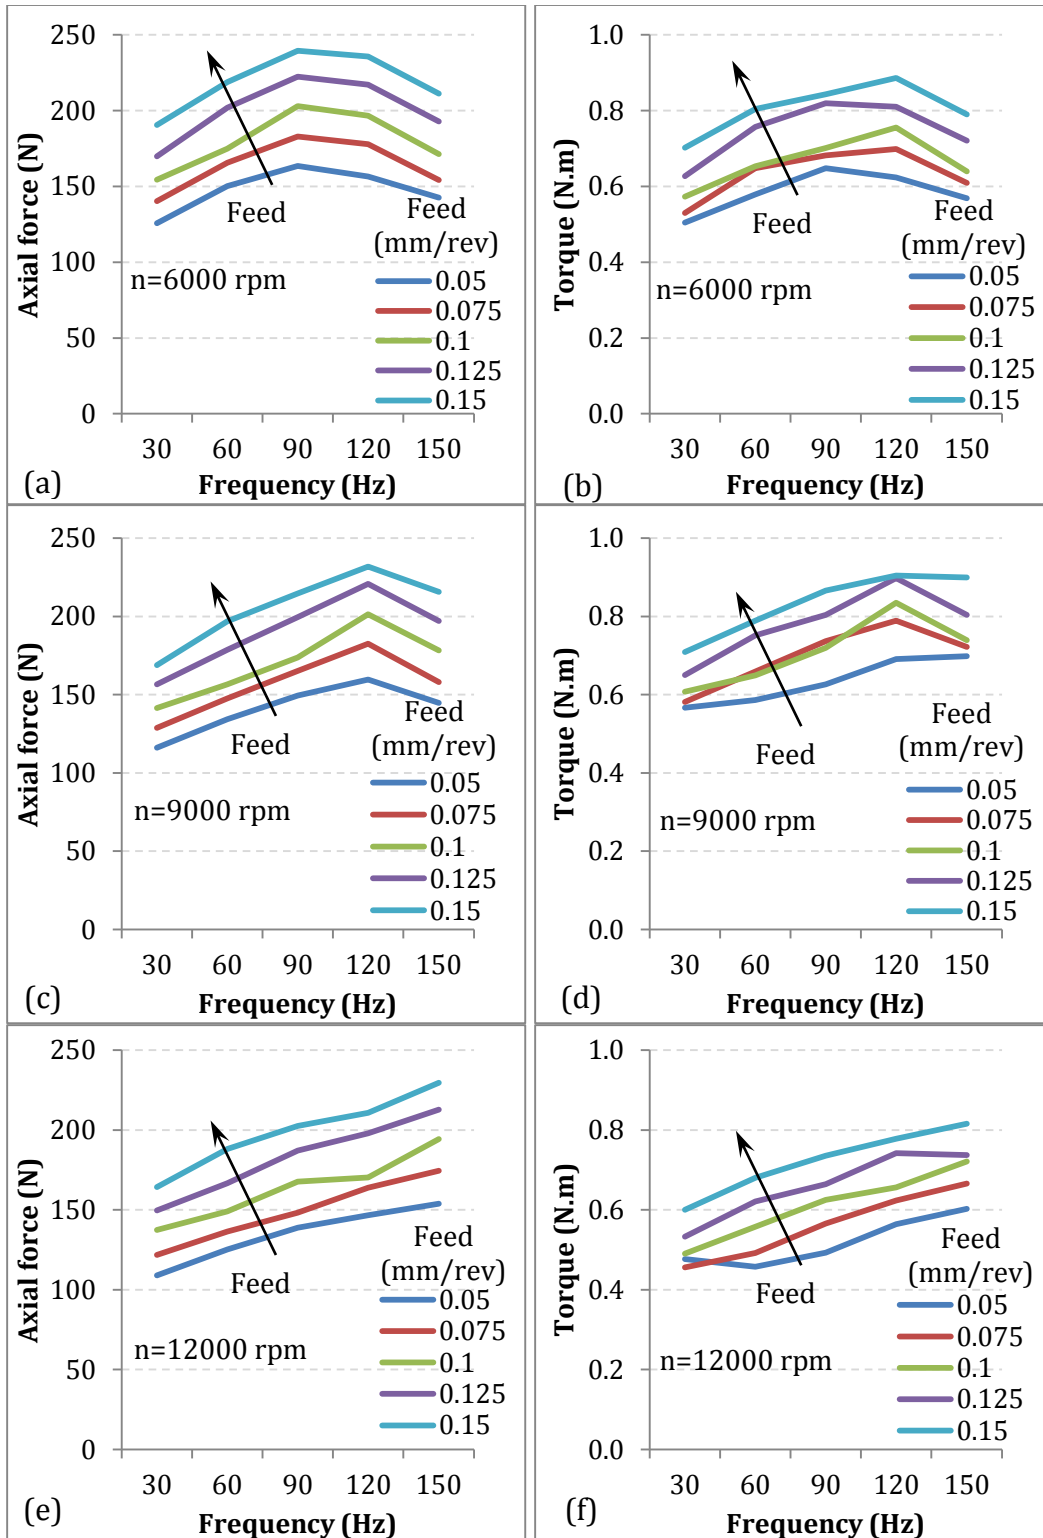 250
200
150
100
50
0
Axial force (N)
Feed
n=6000 rpm
Feed
(mm/rev)
0.05
0.075
0.1
0.125
0.15
30 60 90 120 150
Frequency (Hz)
(a)
1.0
0.8
0.6
0.4
0.2
0.0
Torque (N.m)
Feed
n=6000 rpm
Feed
(mm/rev)
0.05
0.075
0.1
0.125
0.15
30 60 90 120 150
Frequency (Hz)
(b)
250
200
150
100
50
0
Axial force (N)
Feed
n=9000 rpm
Feed
(mm/rev)
0.05
0.075
0.1
0.125
0.15
30 60 90 120 150
Frequency (Hz)
(c)
1.0
0.8
0.6
0.4
0.2
0.0
Torque (N.m)
Feed
n=9000 rpm
Feed
(mm/rev)
0.05
0.075
0.1
0.125
0.15
30 60 90 120 150
Frequency (Hz)
(d)
250
200
150
100
50
0
Axial force (N)
Feed
n=12000 rpm
Feed
(mm/rev)
0.05
0.075
0.1
0.125
0.15
30 60 90 120 150
Frequency (Hz)
(e)
1.0
0.8
0.6
0.4
0.2
0.0
Torque (N.m)
Feed
n=12000 rpm
Feed
(mm/rev)
0.05
0.075
0.1
0.125
0.15
30 60 90 120 150
Frequency (Hz)
(f)